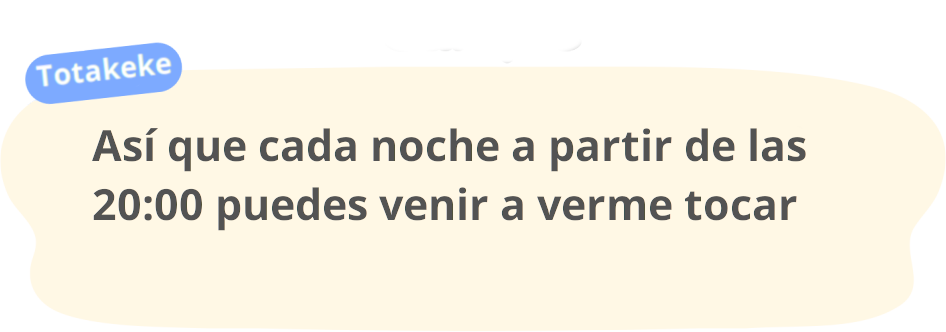 Totakeke
Así que cada noche a partir de las
20:00 puedes venir a verme tocar